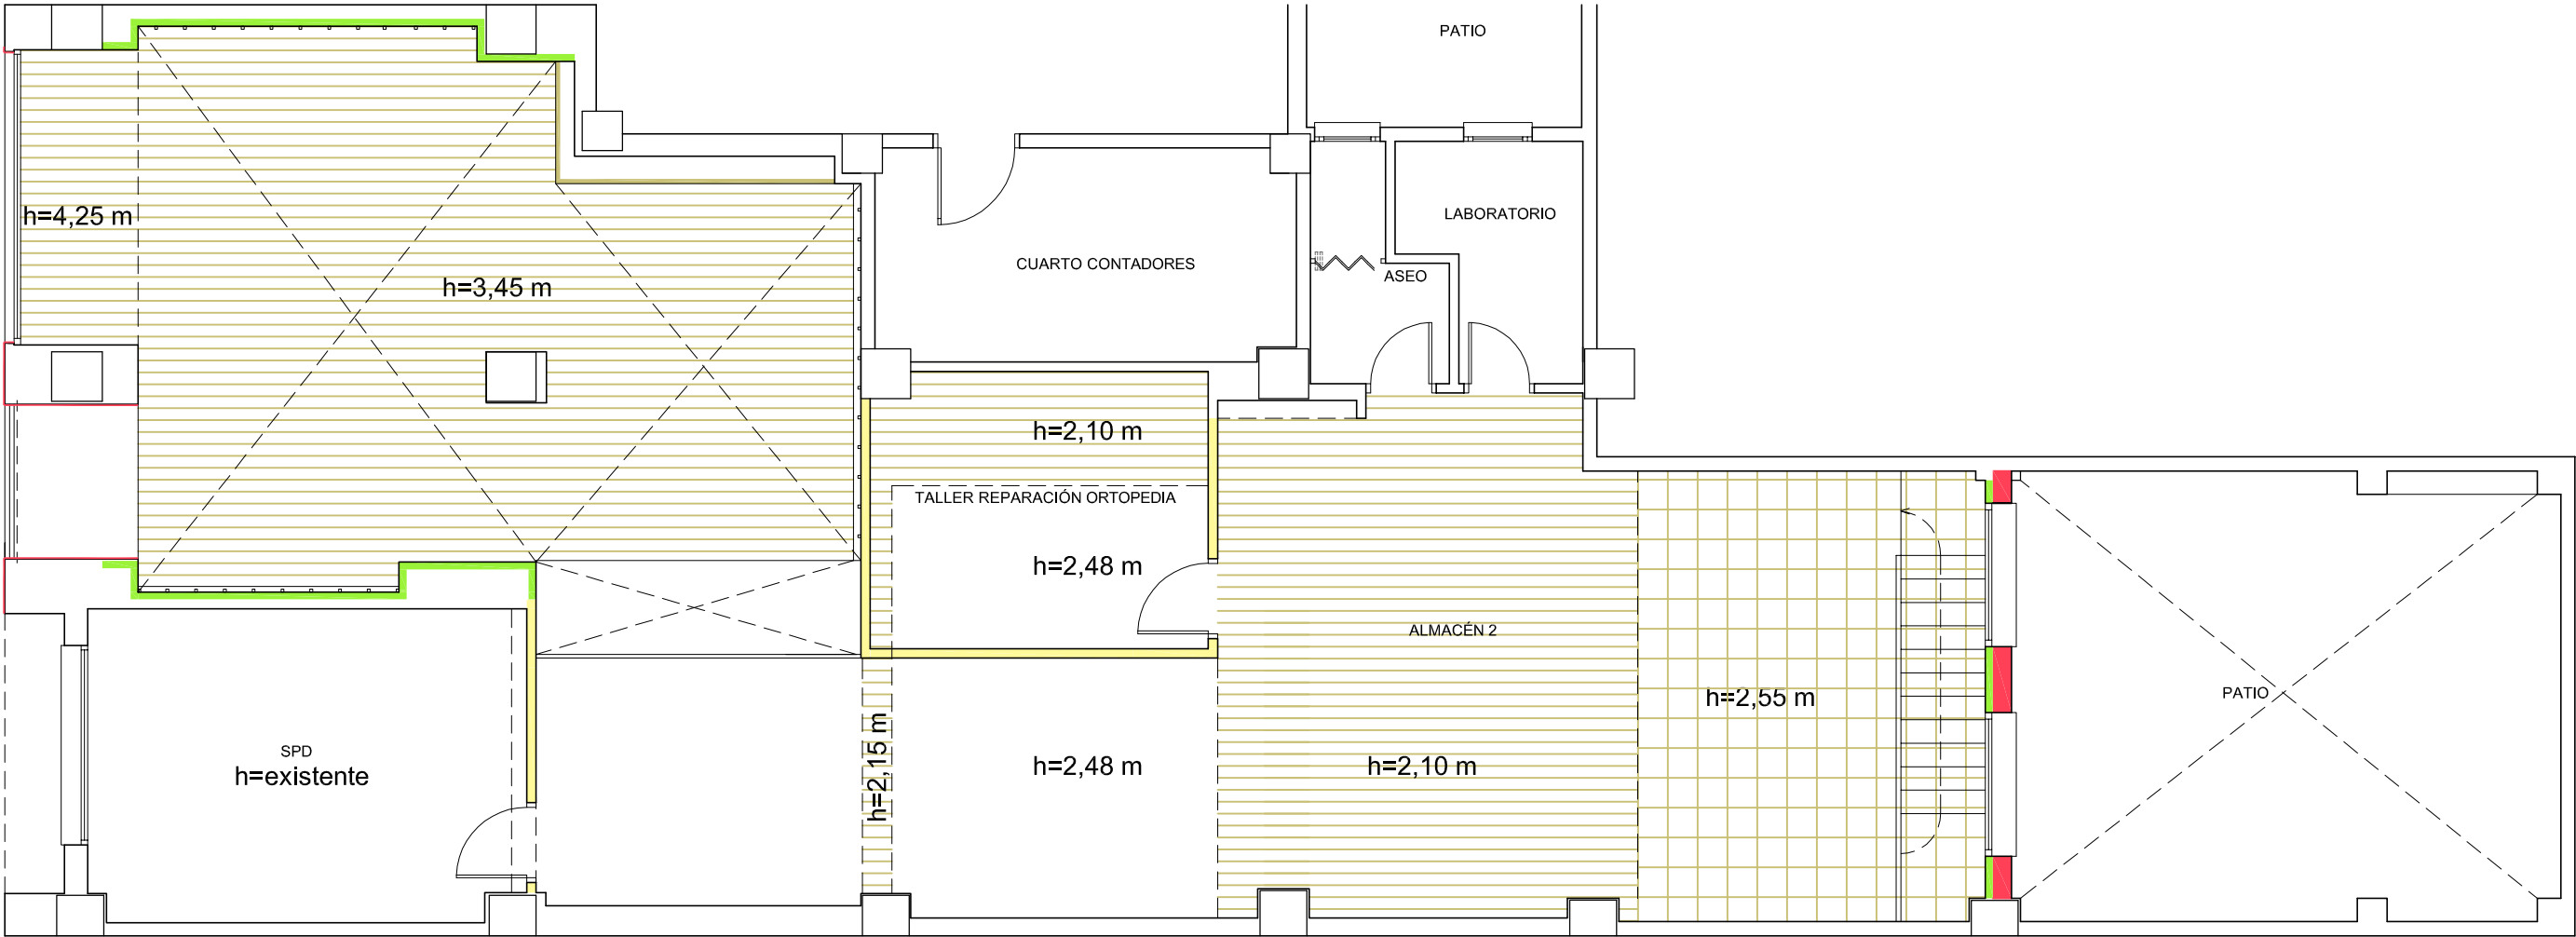 PATIO
h=4,25 m
LABORATORIO
CUARTO CONTADORES
ASEO
h=3,45 m
h=2,10 m
TALLER REPARACIÓN ORTOPEDIA
h=2,48 m
ALMACÉN 2
h=2,55 m
PATIO
SPD
h=existente
h=2,15 m
h=2,48 m
h=2,10 m